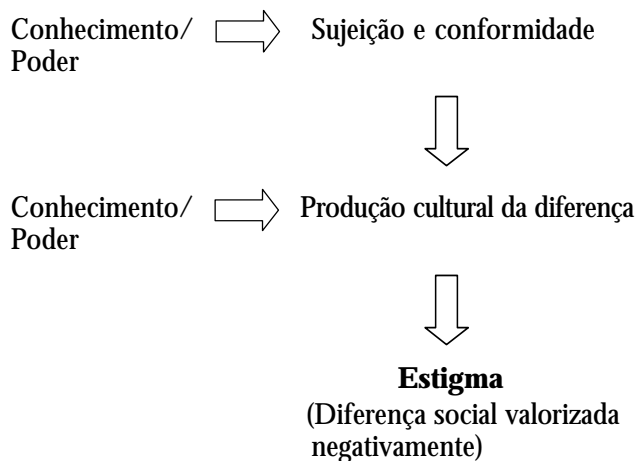 Conhecimento/ Sujeição e conformidade
Poder
Conhecimento/ Produção cultural da diferença
Poder
Estigma
(Diferença social valorizada
negativamente)